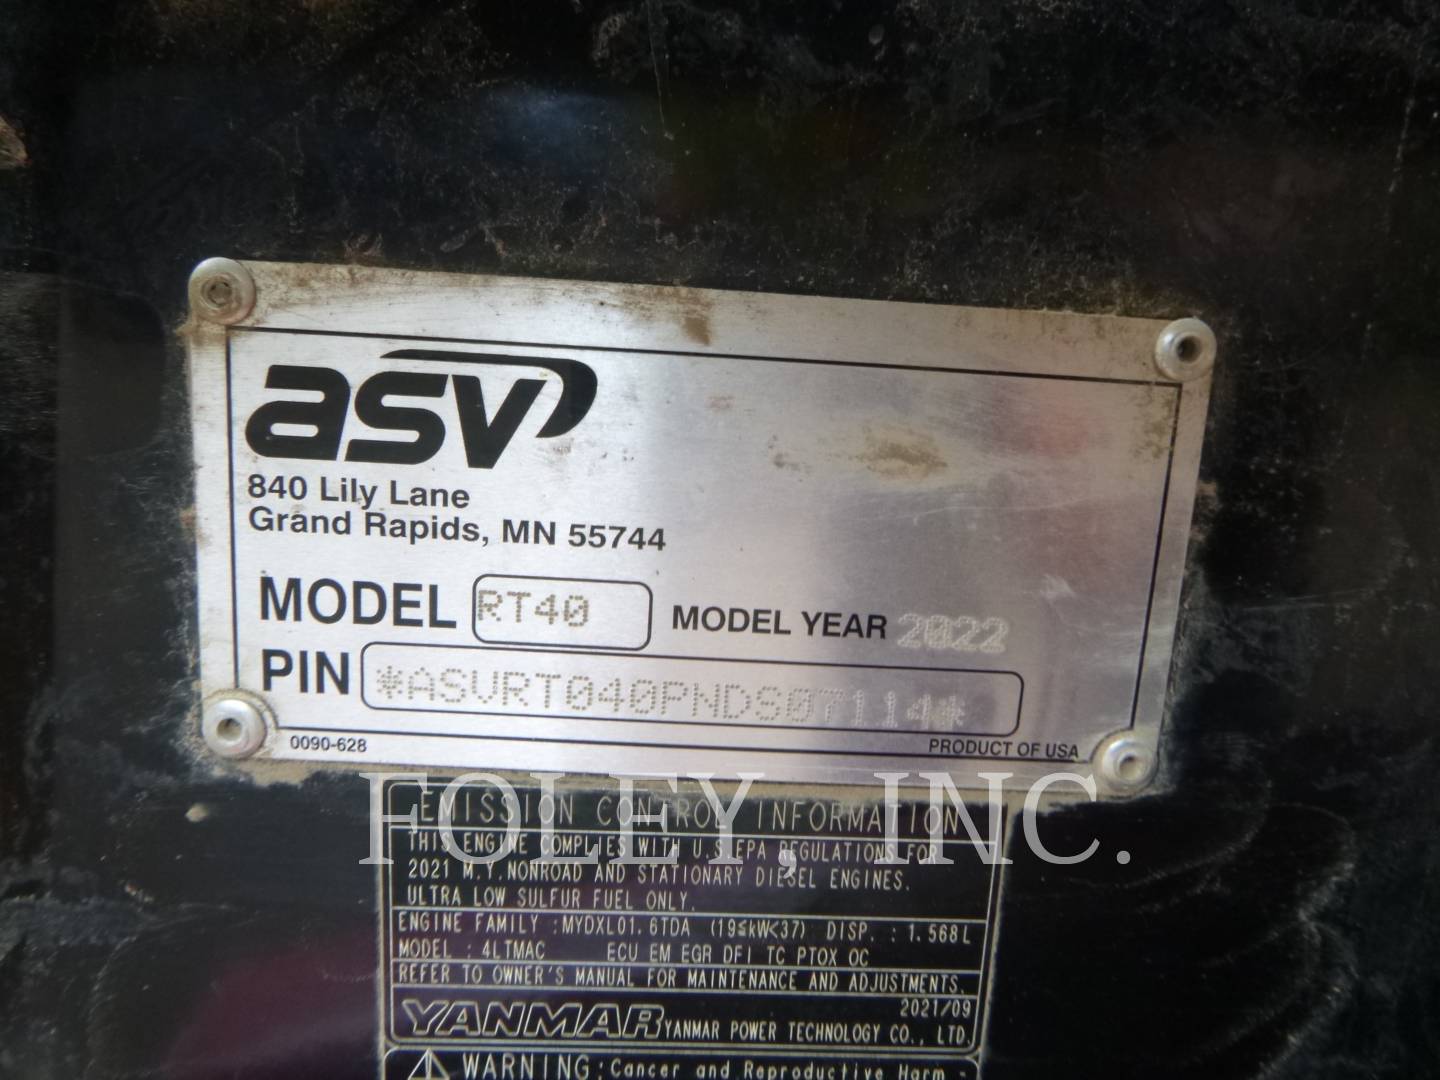 asv
840 Lily Lane
Grand Rapids, MN 55744
MODEL RT40 MODEL YEAR 2022
PIN *ASVRT040PNDS07114*
0090-628 PRODUCT OF USA
FOLEY, INC.
EMISSION CONTROL INFORMATION
THIS ENGINE COMPLIES WITH U.S.EPA REGULATIONS FOR
2021 M.Y.NONROAD AND STATIONARY DIESEL ENGINES.
ULTRA LOW SULFUR FUEL ONLY.
ENGINE FAMILY :MYDXL01.6TDA (19≤kW<37) DISP. : 1.568L
MODEL : 4LTMAC ECU EM EGR DFI TC PTOX OC
REFER TO OWNER'S MANUAL FOR MAINTENANCE AND ADJUSTMENTS.
2021/09
YANMAR YANMAR POWER TECHNOLOGY CO., LTD.
WARNING:Cancer and Reproductive Harm -